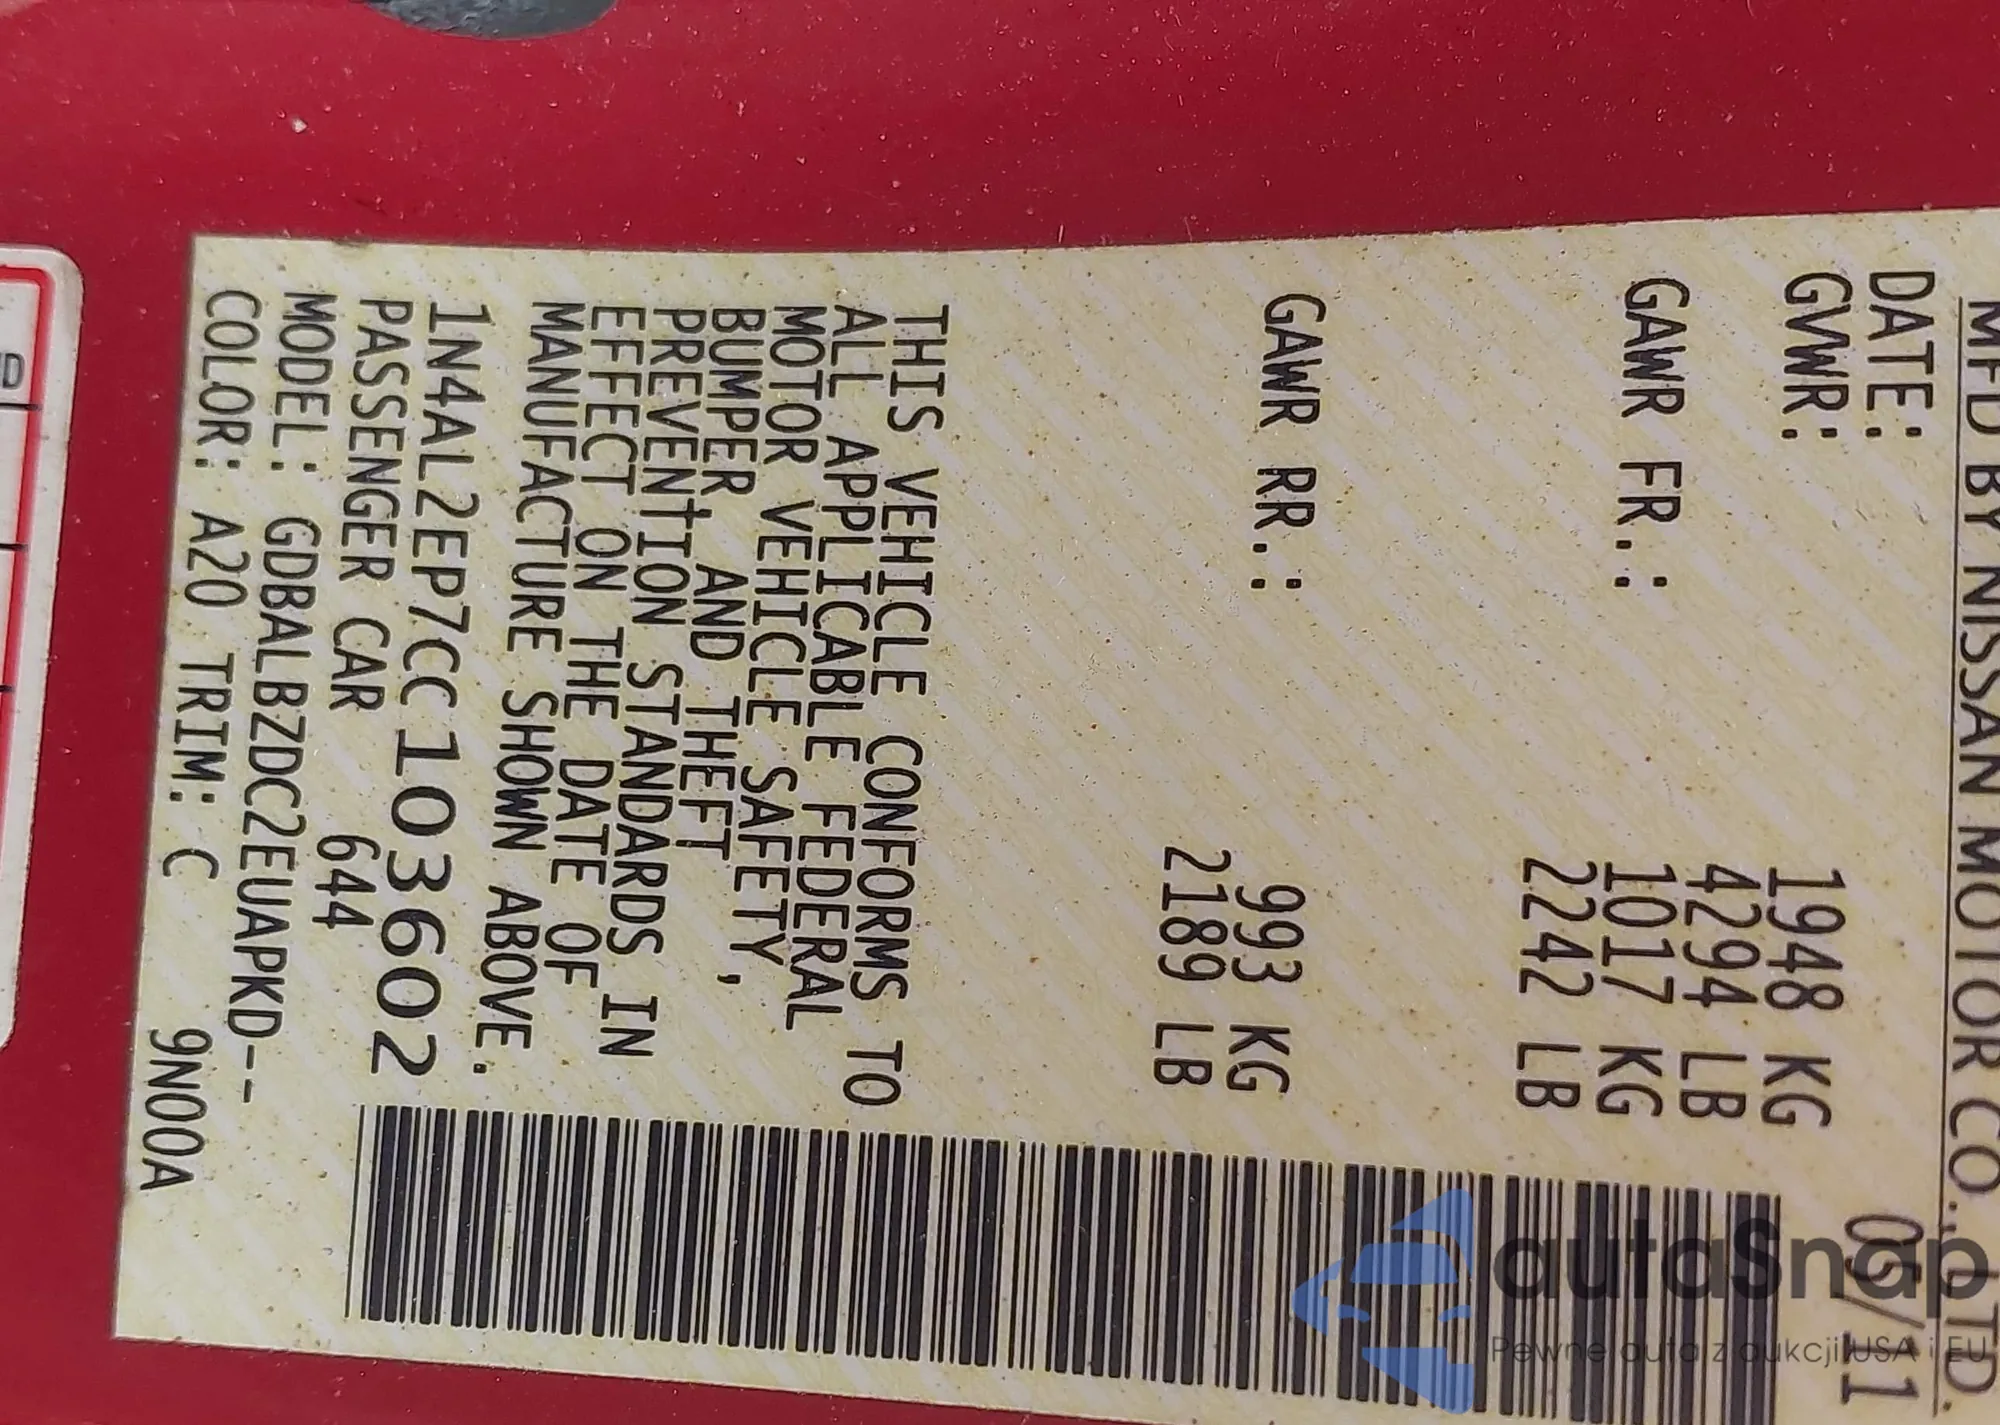 MFD BY NISSAN MOTOR CO., LTD.
DATE: 05/11
GVWR: 1948 KG
4294 LB
GAWR FR.: 1017 KG
2242 LB
GAWR RR.: 993 KG
2189 LB
THIS VEHICLE CONFORMS TO
ALL APPLICABLE FEDERAL
MOTOR VEHICLE SAFETY,
BUMPER, AND THEFT
PREVENTION STANDARDS IN
EFFECT ON THE DATE OF
MANUFACTURE SHOWN ABOVE.
1N4AL2EP7CC103602
PASSENGER CAR 644
MODEL: GDBALBZDC2EUAPKD--
COLOR: A20 TRIM: C 9N00A
autaSnap
Pewne auta z aukcji USA i EU